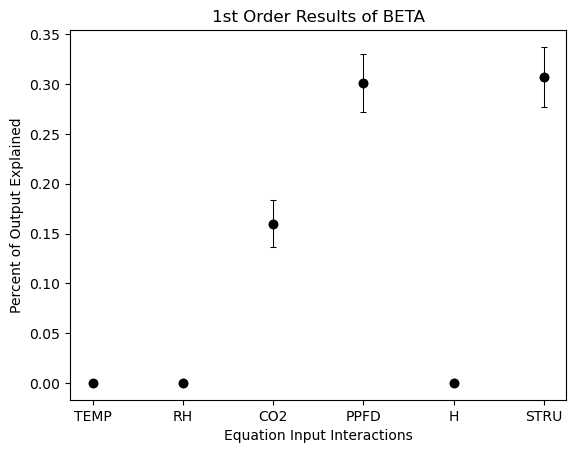 1st Order Results of BETA
Percent of Output Explained
0.35
0.30
0.25
0.20
0.15
0.10
0.05
0.00
TEMP RH CO2 PPFD H STRU
Equation Input Interactions